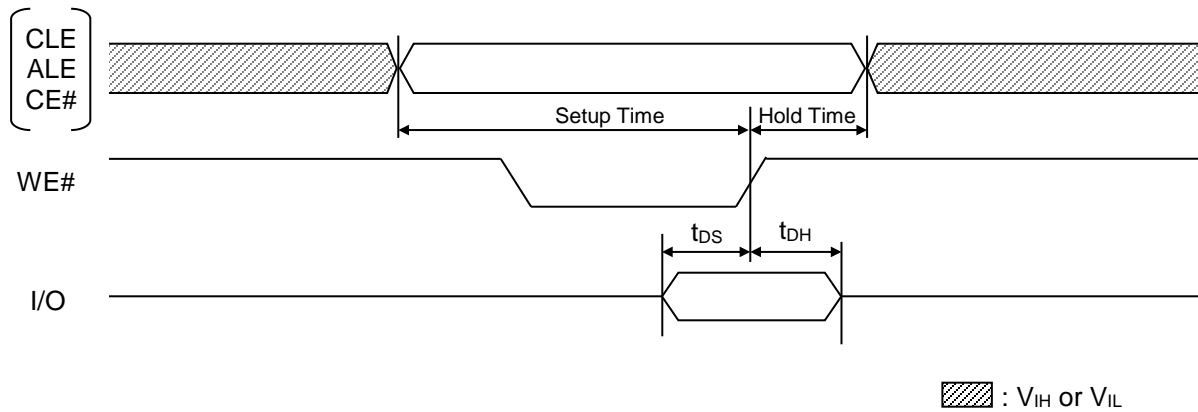 CLE
ALE
CE#
Setup Time
Hold Time
WE#
tDS
tDH
I/O
: VIH or VIL